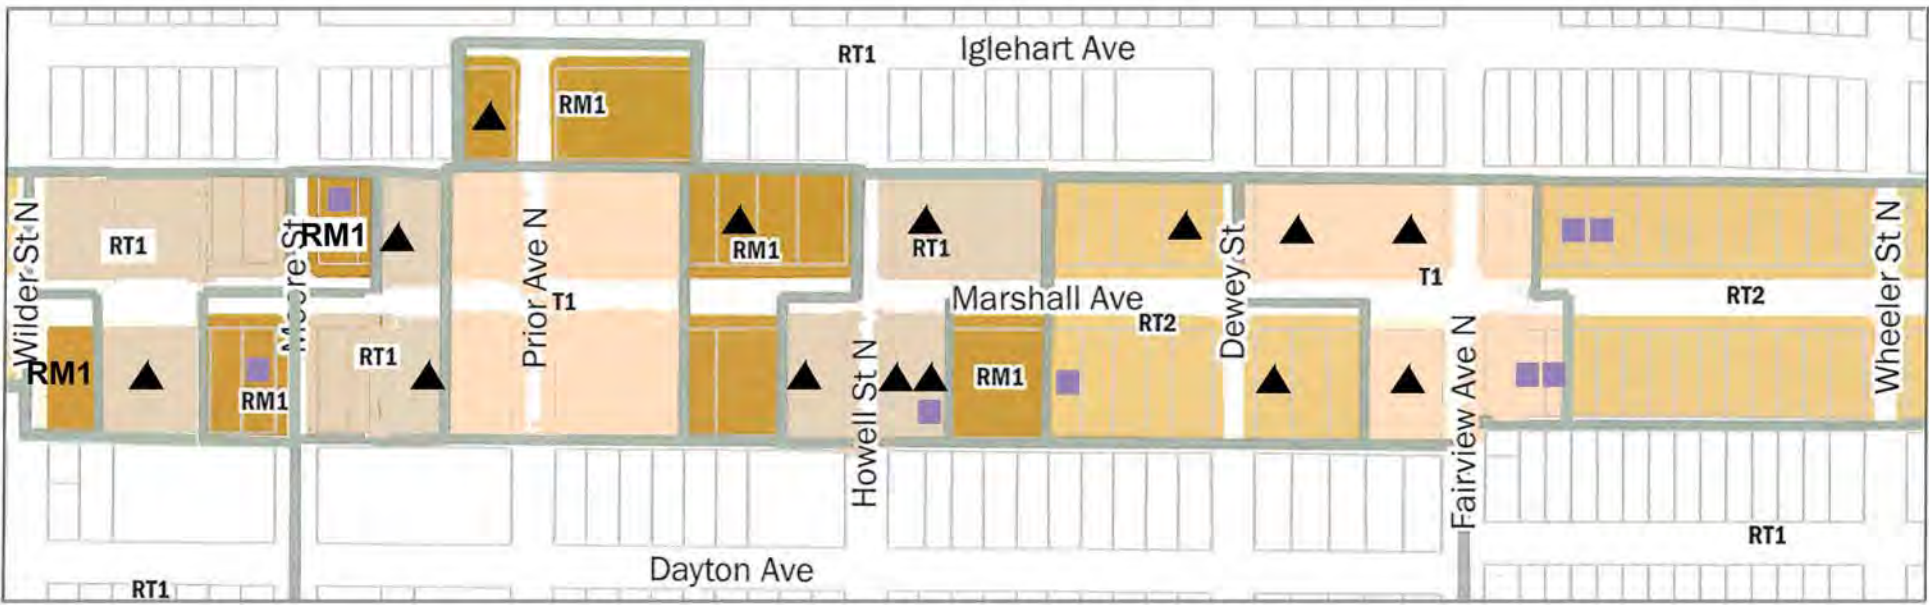 RT1
Iglehart Ave
RM1
RT1
Moore St
RM1
Prior Ave N
T1
RM1
RT1
Marshall Ave
Dewey St
T1
RT2
Wheeler St N
Wilder St N
RM1
RM1
RT1
Howell St N
RM1
RT2
Fairview Ave N
RT1
Dayton Ave
RT1